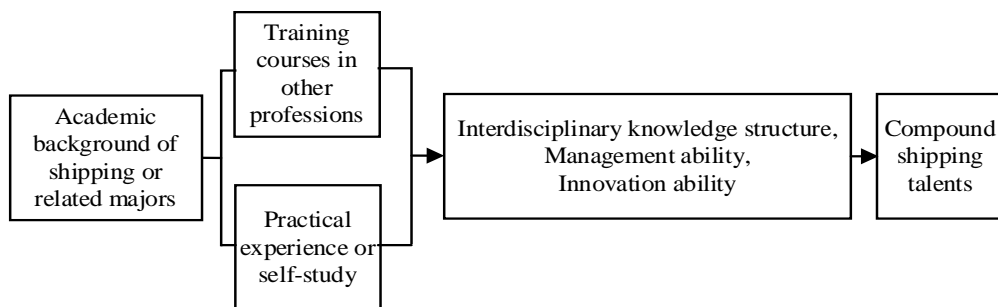 Academic
background of
shipping or
related majors
Training
courses in
other
professions
Practical
experience or
self-study
Interdisciplinary knowledge structure,
Management ability,
Innovation ability
Compound
shipping
talents